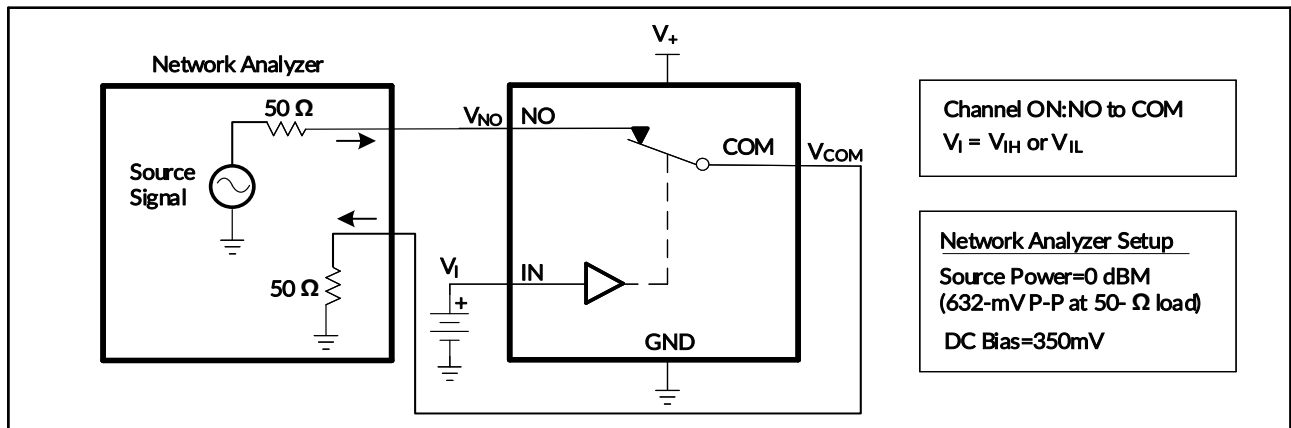 V+
Network Analyzer
50 Ω
VNO
NO
COM
VCOM
Source
Signal
VI
IN
50 Ω
+
GND
Channel ON:NO to COM
VI = VIH or VIL
Network Analyzer Setup
Source Power=0 dBM
(632-mV P-P at 50- Ω load)
DC Bias=350mV